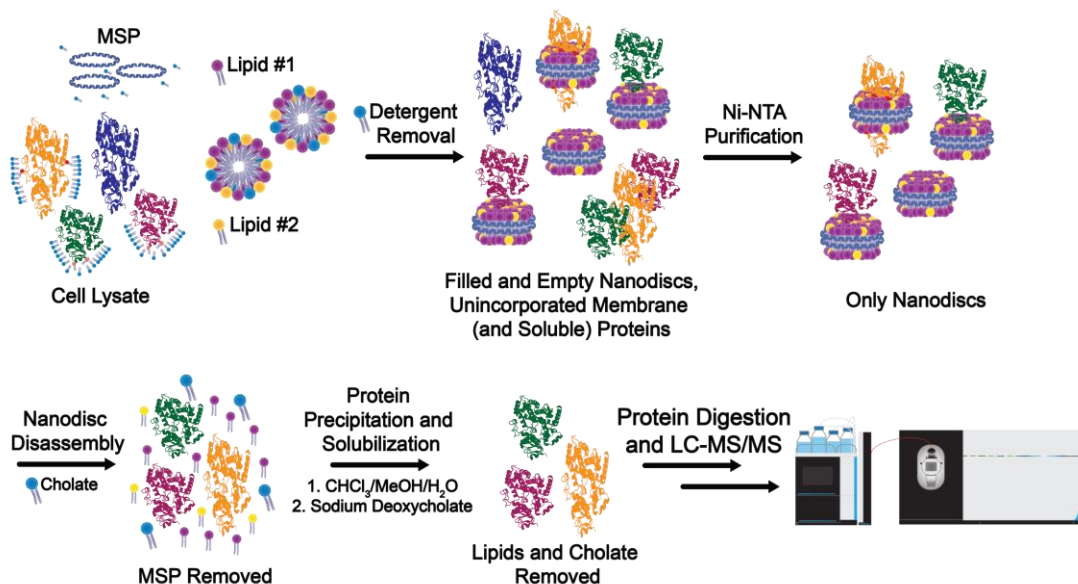 MSP
Lipid #1
Lipid #2
Cell Lysate
Detergent
Removal
Filled and Empty Nanodiscs,
Unincorporated Membrane
(and Soluble) Proteins
Ni-NTA
Purification
Only Nanodiscs
Nanodisc
Disassembly
Cholate
MSP Removed
Protein
Precipitation and
Solubilization
1. CHCl₃/MeOH/H₂O
2. Sodium Deoxycholate
Lipids and Cholate
Removed
Protein Digestion
and LC-MS/MS